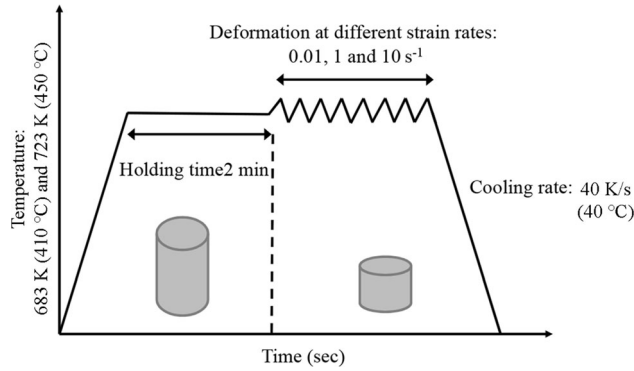 Deformation at different strain rates:
0.01, 1 and 10 s⁻¹
Temperature:
683 K (410 °C) and 723 K (450 °C)
Holding time2 min
Cooling rate: 40 K/s
(40 °C)
Time (sec)